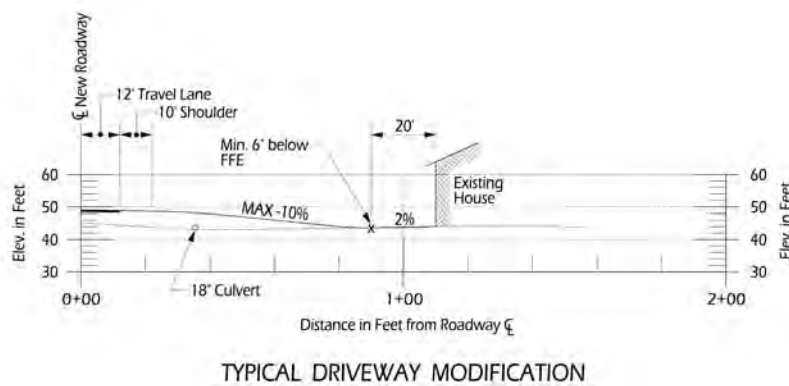 ℄ New Roadway
12' Travel Lane
10' Shoulder
Min. 6" below
FFE
20'
Existing
House
MAX -10%
2%
18" Culvert
Elev. in Feet
60
50
40
30
60
50
40
30
Elev. in Feet
0+00
1+00
2+00
Distance in Feet from Roadway ℄
TYPICAL DRIVEWAY MODIFICATION